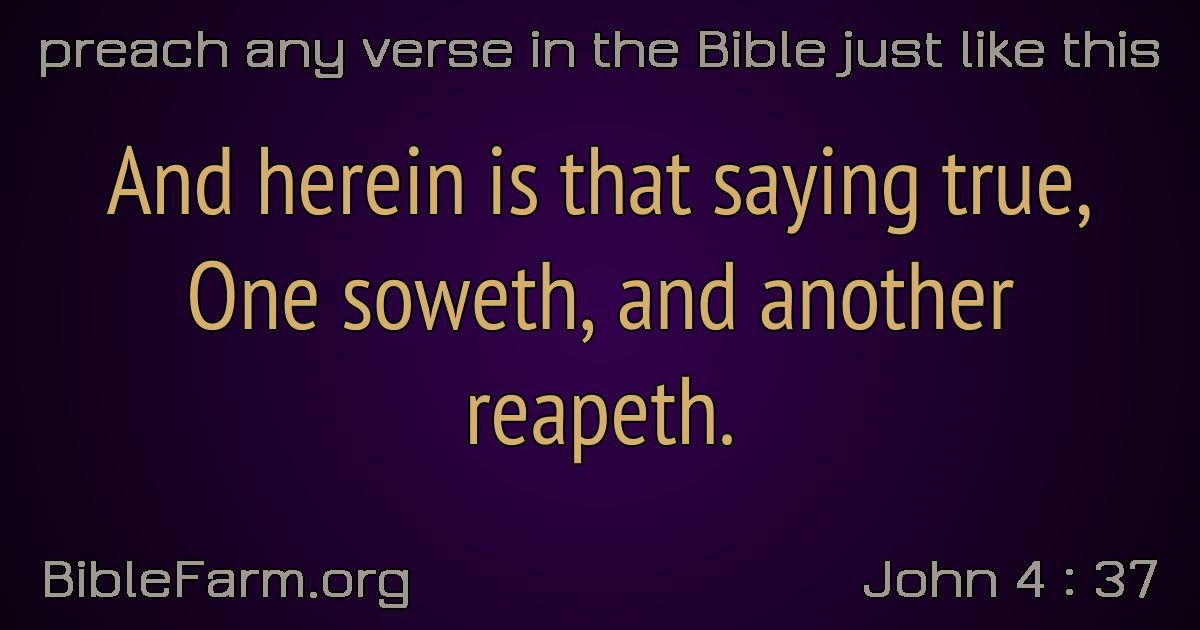 preach any verse in the Bible just like this
And herein is that saying true,
One soweth, and another
reapeth.
BibleFarm.org
John 4 : 37